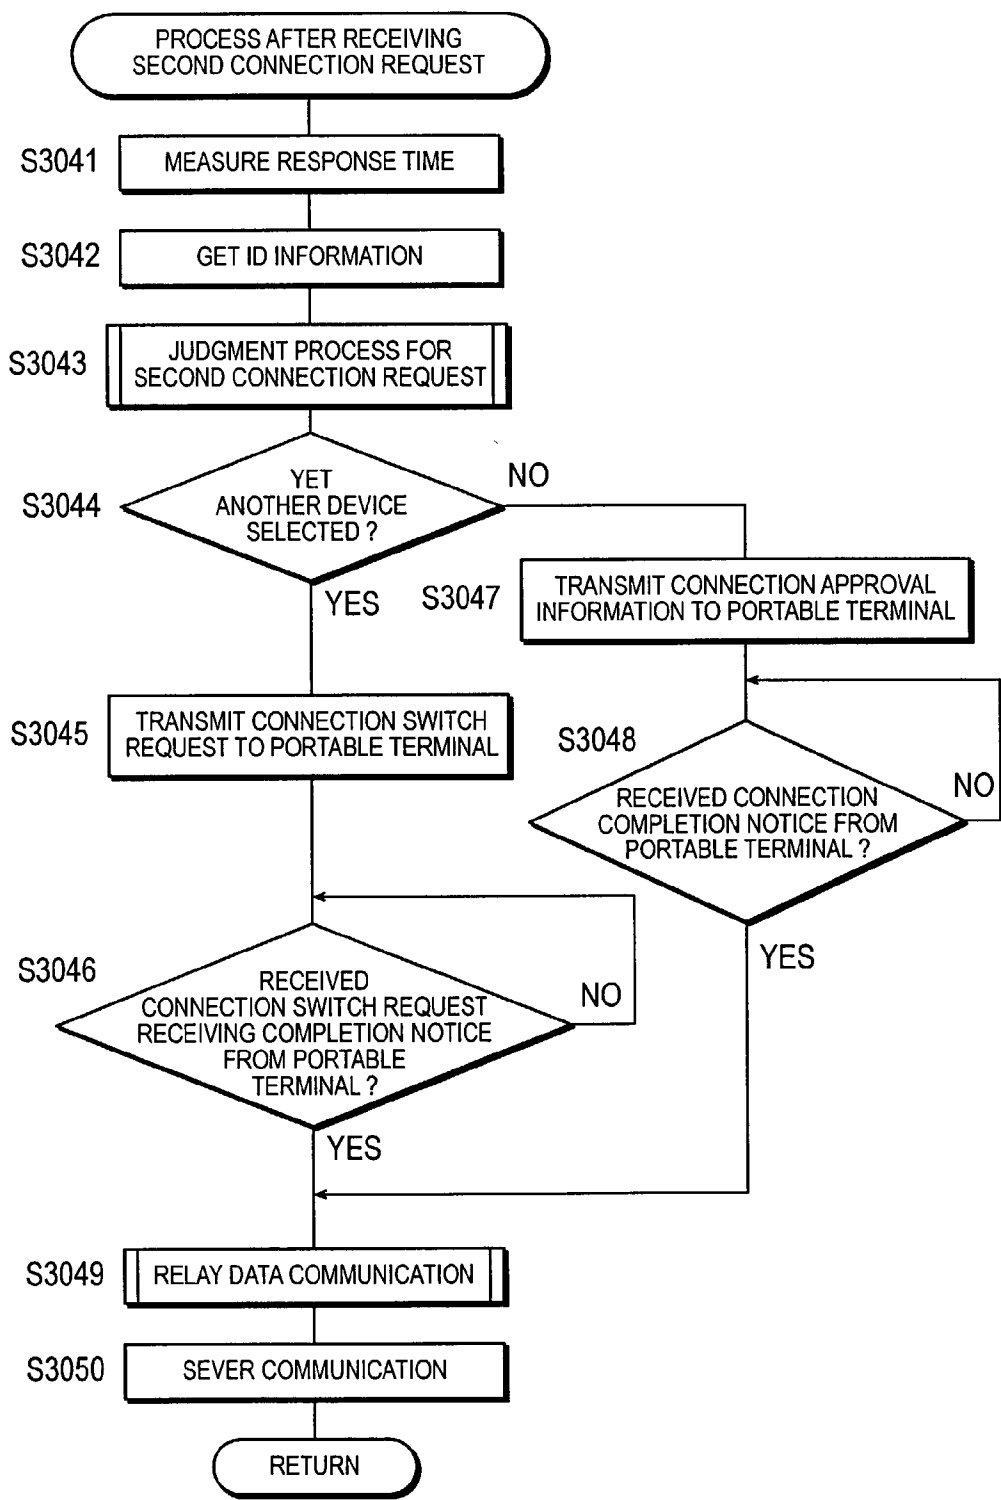 PROCESS AFTER RECEIVING
SECOND CONNECTION REQUEST
S3041
MEASURE RESPONSE TIME
S3042
GET ID INFORMATION
S3043
JUDGMENT PROCESS FOR
SECOND CONNECTION REQUEST
S3044
YET
ANOTHER DEVICE
SELECTED ?
NO
YES
S3047
TRANSMIT CONNECTION APPROVAL
INFORMATION TO PORTABLE TERMINAL
S3045
TRANSMIT CONNECTION SWITCH
REQUEST TO PORTABLE TERMINAL
S3048
RECEIVED CONNECTION
COMPLETION NOTICE FROM
PORTABLE TERMINAL ?
NO
YES
S3046
RECEIVED
CONNECTION SWITCH REQUEST
RECEIVING COMPLETION NOTICE
FROM PORTABLE
TERMINAL ?
NO
YES
S3049
RELAY DATA COMMUNICATION
S3050
SEVER COMMUNICATION
RETURN